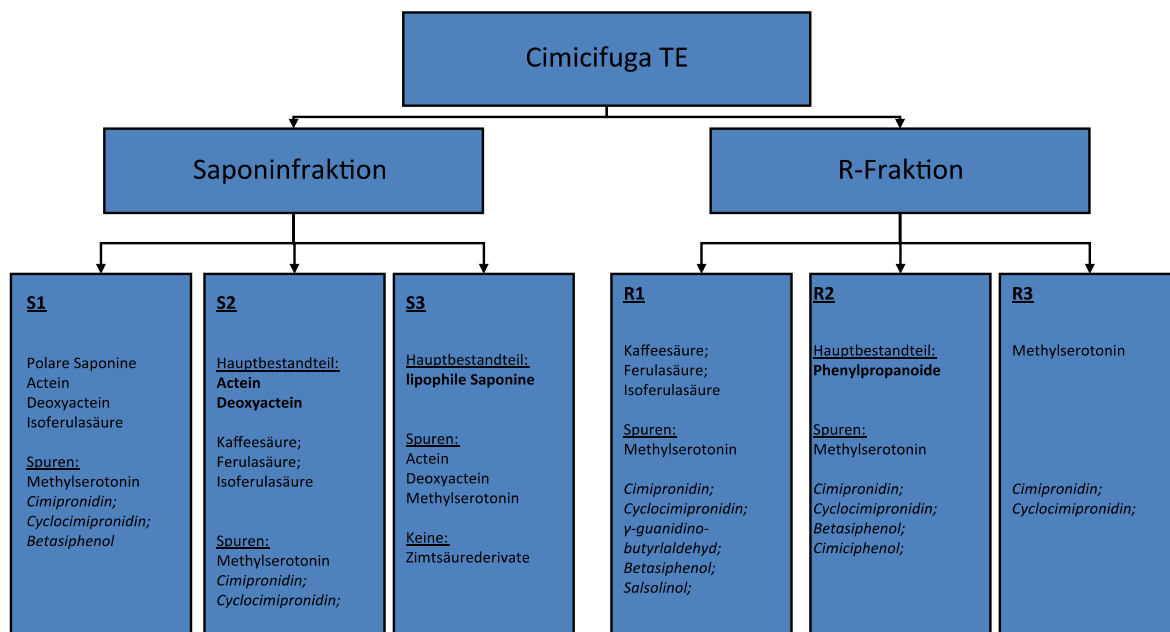 Cimicifuga TE
Saponinfraktion
R-Fraktion
S1
Polare Saponine
Actein
Deoxyactein
Isoferulasäure
Spuren:
Methylserotonin
Cimipronidin;
Cyclocimipronidin;
Betasiphenol
S2
Hauptbestandteil:
Actein
Deoxyactein
Kaffeesäure;
Ferulasäure;
Isoferulasäure
Spuren:
Methylserotonin
Cimipronidin;
Cyclocimipronidin;
S3
Hauptbestandteil:
lipophile Saponine
Spuren:
Actein
Deoxyactein
Methylserotonin
Keine:
Zimtsäurederivate
R1
Kaffeesäure;
Ferulasäure;
Isoferulasäure
Spuren:
Methylserotonin
Cimipronidin;
Cyclocimipronidin;
γ-guanidino-
butyrlaldehyd;
Betasiphenol;
Salsolinol;
R2
Hauptbestandteil:
Phenylpropanoide
Spuren:
Methylserotonin
Cimipronidin;
Cyclocimipronidin;
Betasiphenol;
Cimiciphenol;
R3
Methylserotonin
Cimipronidin;
Cyclocimipronidin;